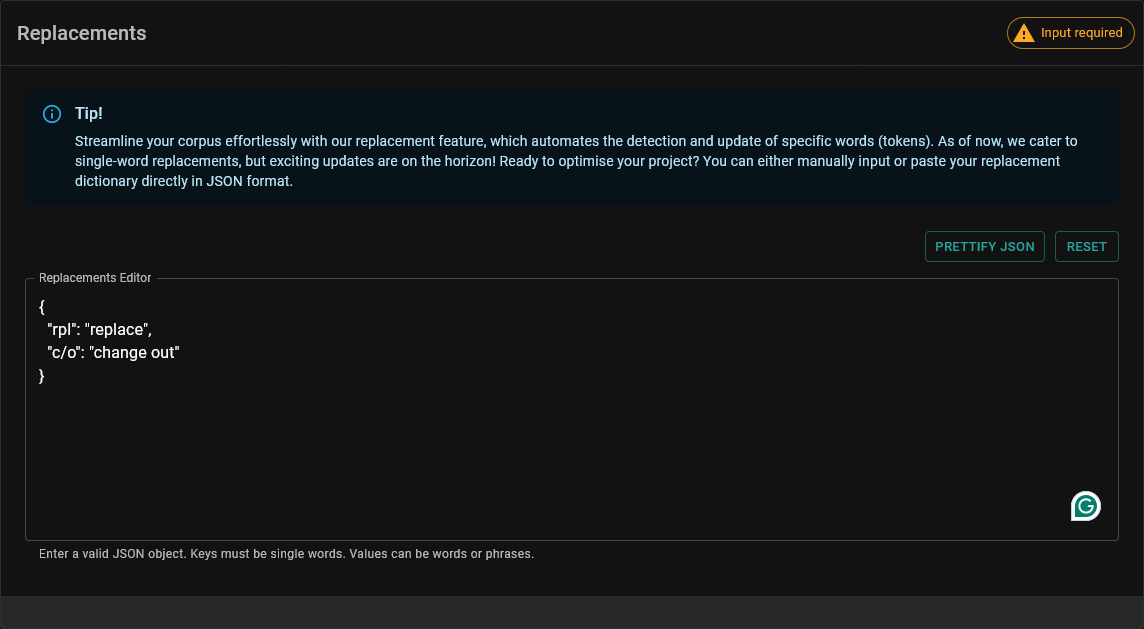 Replacements
Input required
Tip!
Streamline your corpus effortlessly with our replacement feature, which automates the detection and update of specific words (tokens). As of now, we cater to
single-word replacements, but exciting updates are on the horizon! Ready to optimise your project? You can either manually input or paste your replacement
dictionary directly in JSON format.
PRETTIFY JSON
RESET
Replacements Editor
{
  "rpl": "replace",
  "c/o": "change out"
}
Enter a valid JSON object. Keys must be single words. Values can be words or phrases.